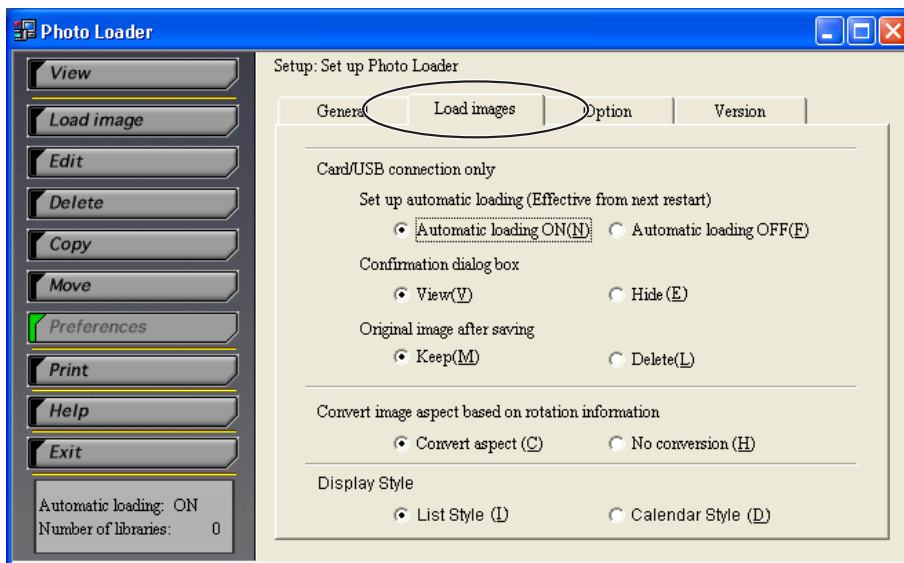 Photo Loader
View
Load image
Edit
Delete
Copy
Move
Preferences
Print
Help
Exit
Automatic loading: ON
Number of libraries: 0
Setup: Set up Photo Loader
General Load images Option Version
Card/USB connection only
Set up automatic loading (Effective from next restart)
Automatic loading ON(N) Automatic loading OFF(F)
Confirmation dialog box
View(V) Hide (E)
Original image after saving
Keep(M) Delete(L)
Convert image aspect based on rotation information
Convert aspect (C) No conversion (H)
Display Style
List Style (I) Calendar Style (D)